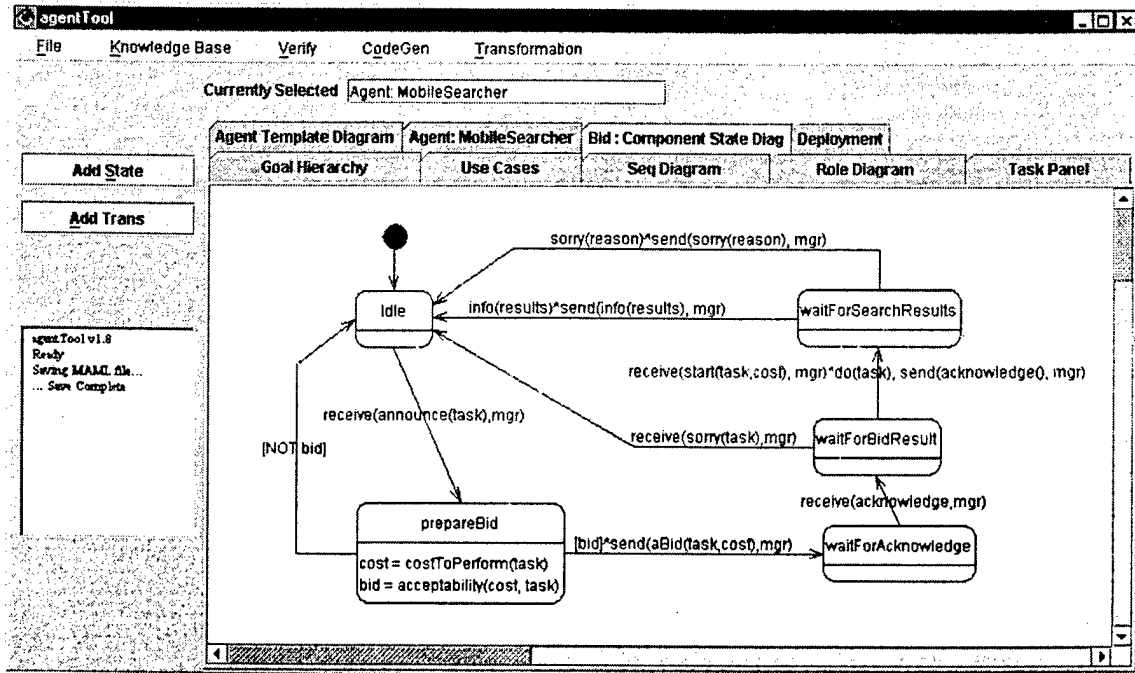 agentTool
File Knowledge Base Verify CodeGen Transformation
Currently Selected Agent: MobileSearcher
Agent Template Diagram Agent: MobileSearcher Bid : Component State Diag Deployment
Goal Hierarchy Use Cases Seq Diagram Role Diagram Task Panel
Add State
Add Trans
agentTool v1.8
Ready
Saving MAML file...
... Save Complete
sorry(reason)^send(sorry(reason), mgr)
Idle
info(results)^send(info(results), mgr)
waitForSearchResults
receive(start(task,cost), mgr)^do(task), send(acknowledge(), mgr)
receive(announce(task),mgr)
[NOT bid]
receive(sorry(task),mgr)
waitForBidResult
receive(acknowledge,mgr)
prepareBid
cost = costToPerform(task)
bid = acceptability(cost, task)
[bid]^send(aBid(task,cost),mgr)
waitForAcknowledge